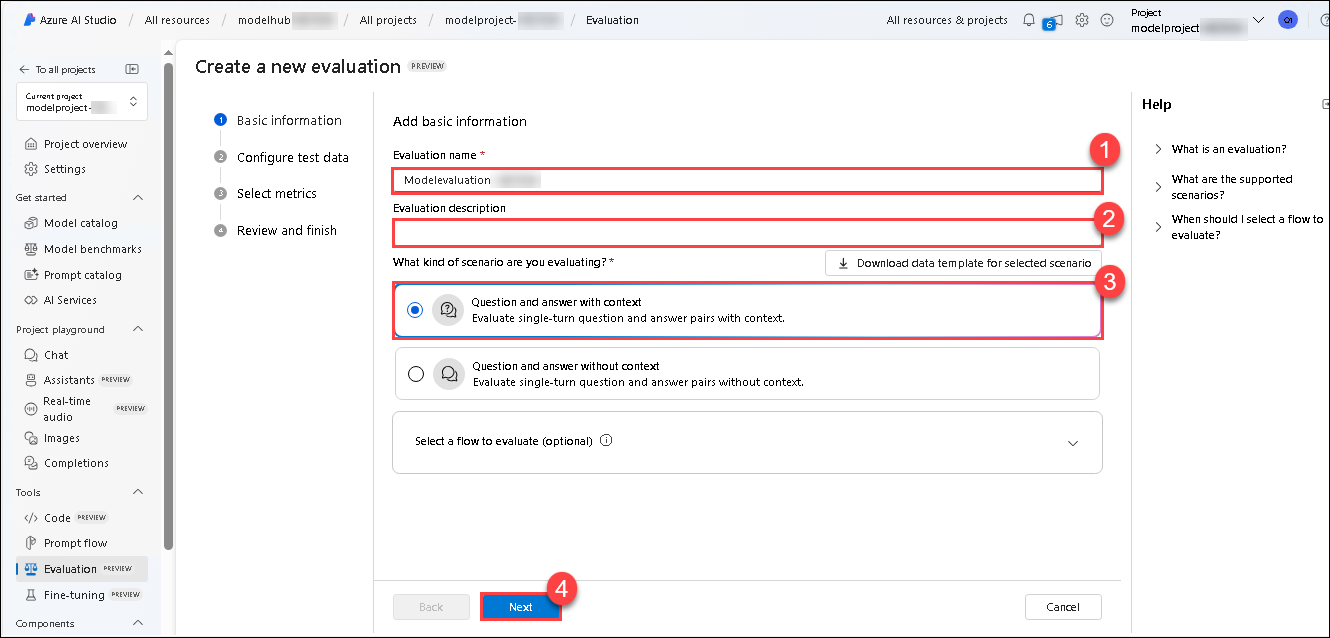 Azure AI Studio / All resources / modelhub / All projects / modelproject- / Evaluation
All resources & projects
6
Project
modelproject
To all projects
Current project
modelproject-
Project overview
Settings
Get started
Model catalog
Model benchmarks
Prompt catalog
AI Services
Project playground
Chat
Assistants PREVIEW
Real-time
audio
PREVIEW
Images
Completions
Tools
Code PREVIEW
Prompt flow
Evaluation PREVIEW
Fine-tuning PREVIEW
Components
Create a new evaluation PREVIEW
1 Basic information
2 Configure test data
3 Select metrics
4 Review and finish
Add basic information
Evaluation name *
1
Modelevaluation
Evaluation description
2
What kind of scenario are you evaluating? *
Download data template for selected scenario
3
Question and answer with context
Evaluate single-turn question and answer pairs with context.
Question and answer without context
Evaluate single-turn question and answer pairs without context.
Select a flow to evaluate (optional)
4
Back
Next
Cancel
Help
What is an evaluation?
What are the supported
scenarios?
When should I select a flow to
evaluate?